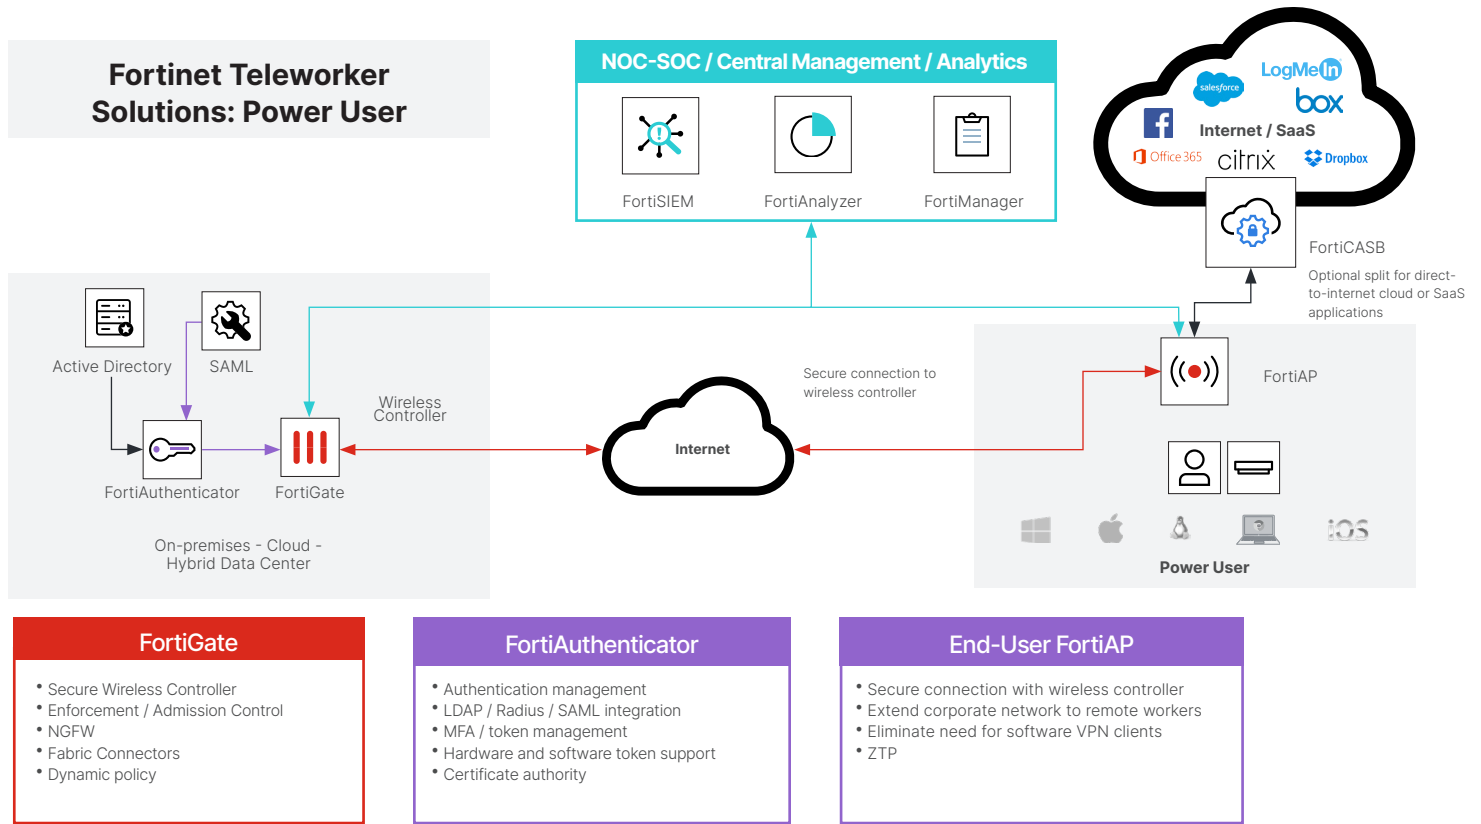 Fortinet Teleworker
Solutions: Power User
NOC-SOC / Central Management / Analytics
FortiSIEM
FortiAnalyzer
FortiManager
LogMeIn
salesforce
box
Internet / SaaS
Office 365
citrix
Dropbox
FortiCASB
Optional split for direct-
to-internet cloud or SaaS
applications
Active Directory
SAML
Wireless
Controller
FortiAuthenticator
FortiGate
On-premises - Cloud -
Hybrid Data Center
Internet
Secure connection to
wireless controller
FortiAP
iOS
Power User
FortiGate
• Secure Wireless Controller
• Enforcement / Admission Control
• NGFW
• Fabric Connectors
• Dynamic policy
FortiAuthenticator
• Authentication management
• LDAP / Radius / SAML integration
• MFA / token management
• Hardware and software token support
• Certificate authority
End-User FortiAP
• Secure connection with wireless controller
• Extend corporate network to remote workers
• Eliminate need for software VPN clients
• ZTP